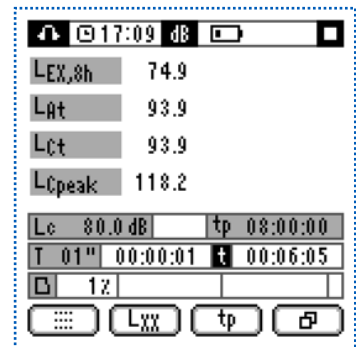 17:09 dB
LEX,8h 74.9
LAt 93.9
LCt 93.9
LCpeak 118.2
Lc 80.0 dB tp 08:00:00
T 01" 00:00:01 t 00:06:05
1%
Lxx tp